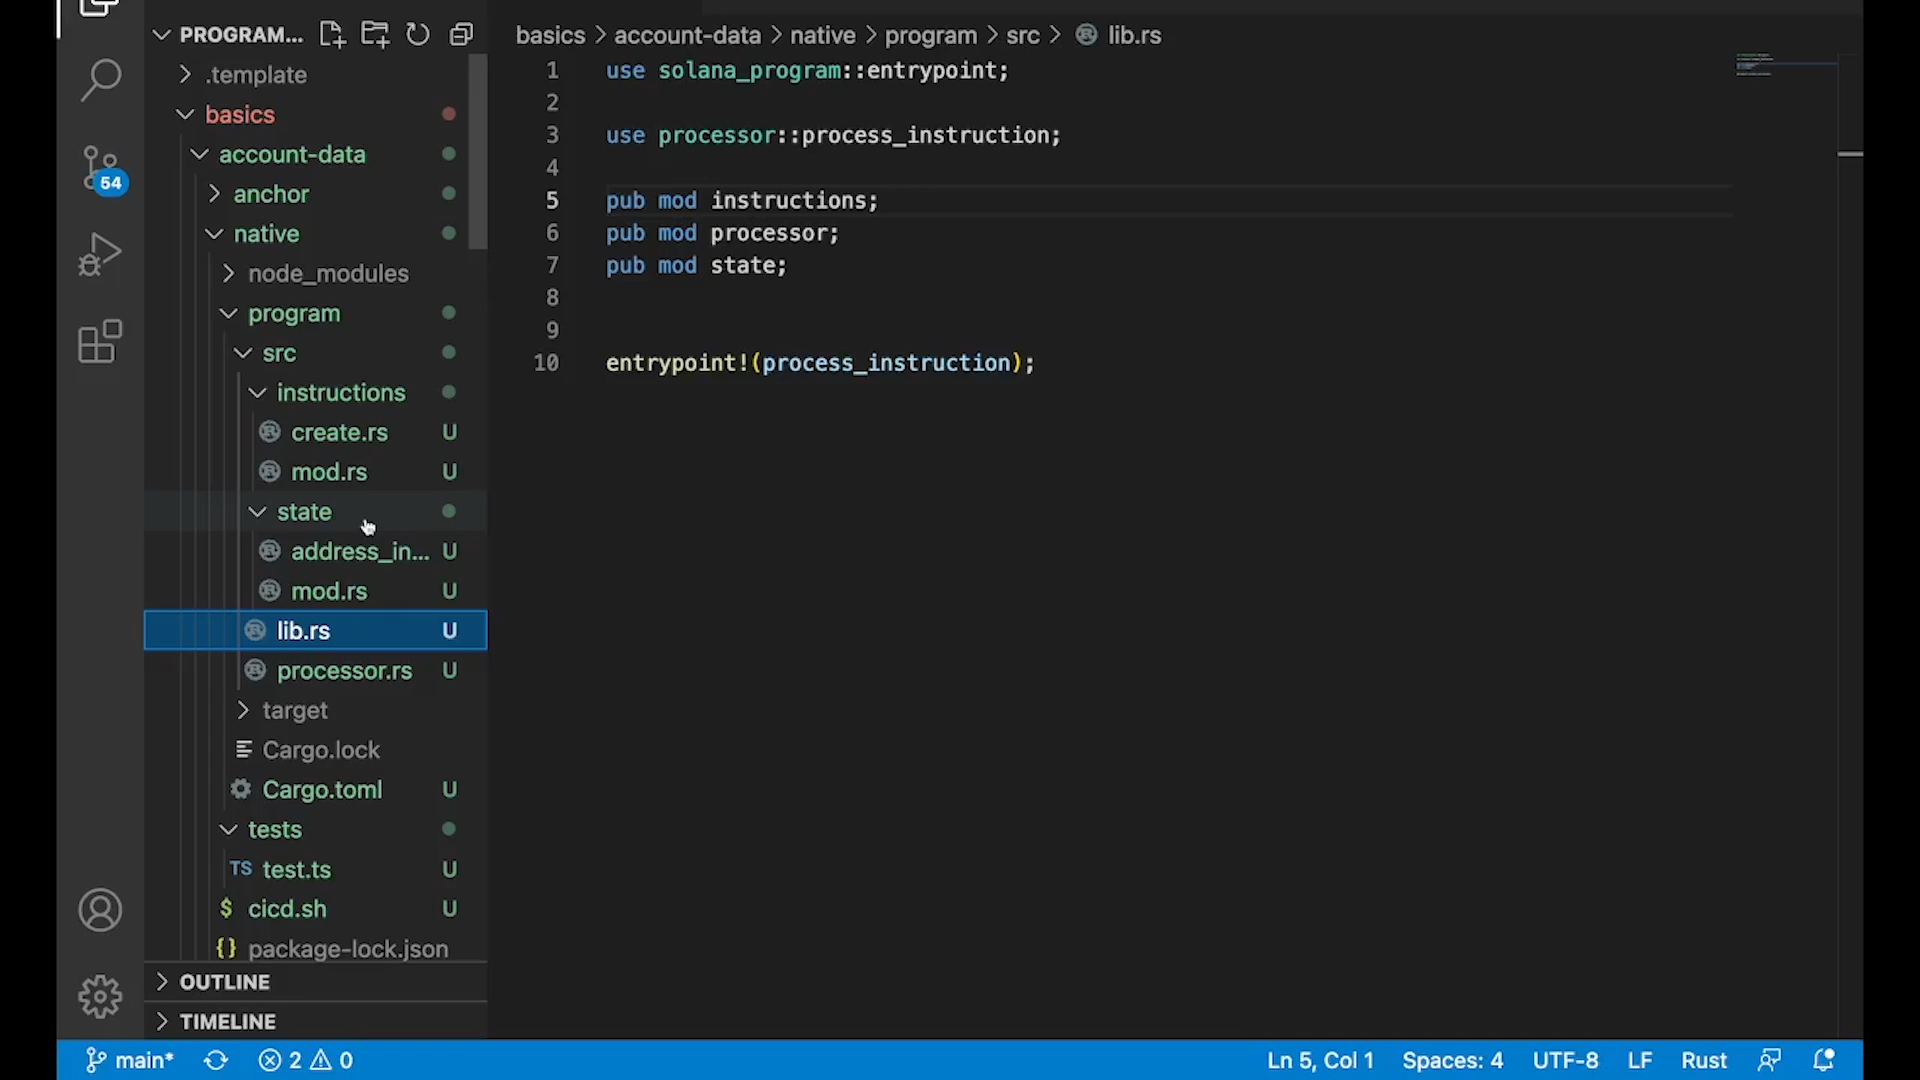 PROGRAM...
.template
basics
account-data
anchor
native
node_modules
program
src
instructions
create.rs U
mod.rs U
state
address_in... U
mod.rs U
lib.rs U
processor.rs U
target
Cargo.lock
Cargo.toml U
tests
TS test.ts U
$ cicd.sh U
{} package-lock.json
OUTLINE
TIMELINE
54
basics > account-data > native > program > src > lib.rs
1 use solana_program::entrypoint;
2
3 use processor::process_instruction;
4
5 pub mod instructions;
6 pub mod processor;
7 pub mod state;
8
9
10 entrypoint!(process_instruction);
main* 2 0 Ln 5, Col 1 Spaces: 4 UTF-8 LF Rust